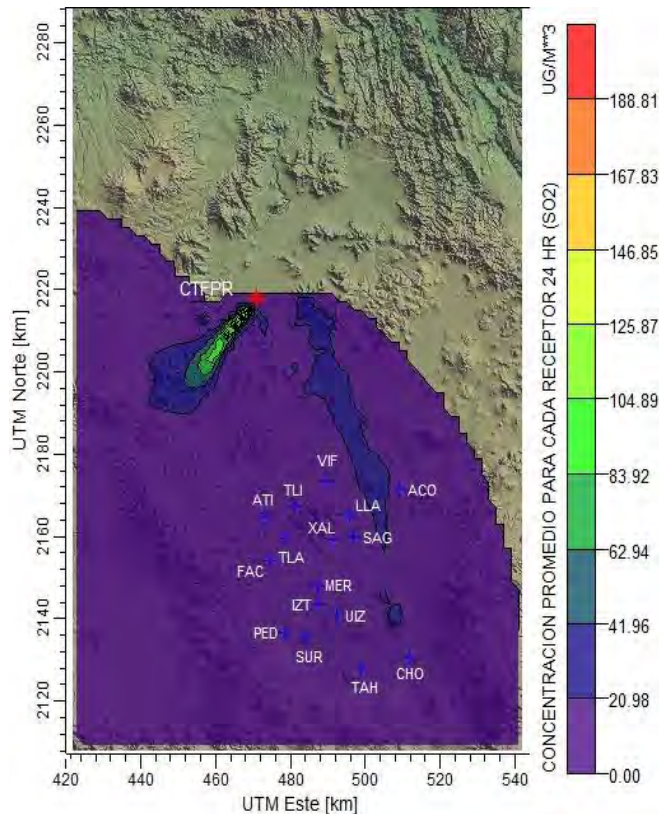 UTM Norte [km]
2280
2260
2240
2220
2200
2180
2160
2140
2120
420 440 460 480 500 520 540
UTM Este [km]
CTFPR
VIF
TLI
ATI
ACO
LLA
XAL
SAG
TLA
FAC
MER
IZT
UIZ
PED
SUR
CHO
TAH
CONCENTRACION PROMEDIO PARA CADA RECEPTOR 24 HR (SO2)
UG/M**3
188.81
167.83
146.85
125.87
104.89
83.92
62.94
41.96
20.98
0.00